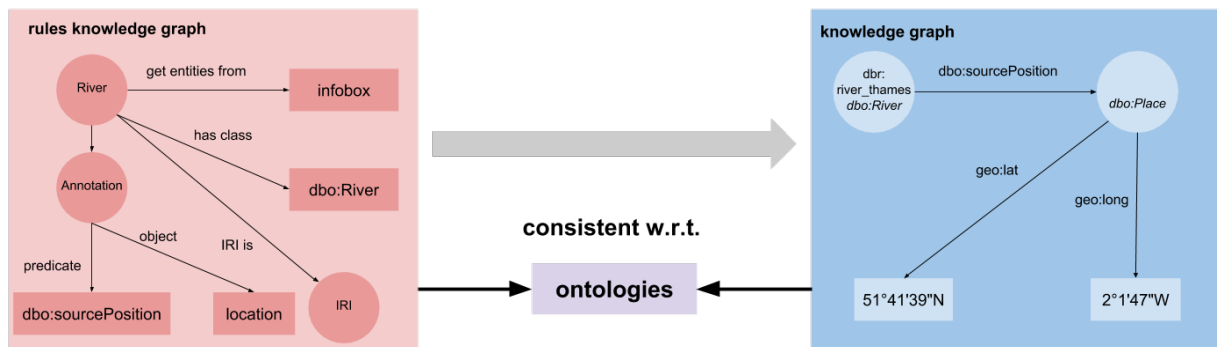 rules knowledge graph
River
get entities from
infobox
has class
Annotation
dbo:River
object
IRI is
predicate
dbo:sourcePosition
location
IRI
consistent w.r.t.
ontologies
knowledge graph
dbr:
river_thames
dbo:River
dbo:sourcePosition
dbo:Place
geo:lat
geo:long
51°41'39"N
2°1'47"W